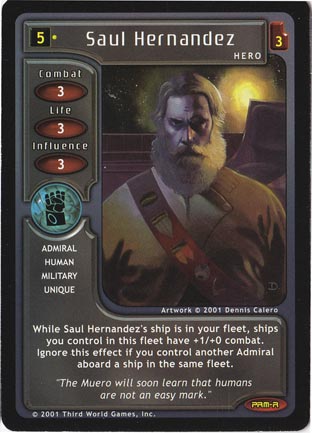 5 • Saul Hernandez 3
HERO
Combat
3
Life
3
Influence
3
ADMIRAL
HUMAN
MILITARY
UNIQUE
Artwork © 2001 Dennis Calero
While Saul Hernandez's ship is in your fleet, ships
you control in this fleet have +1/+0 combat.
Ignore this effect if you control another Admiral
aboard a ship in the same fleet.
"The Muero will soon learn that humans
are not an easy mark."
© 2001 Third World Games, Inc.
PRM-R